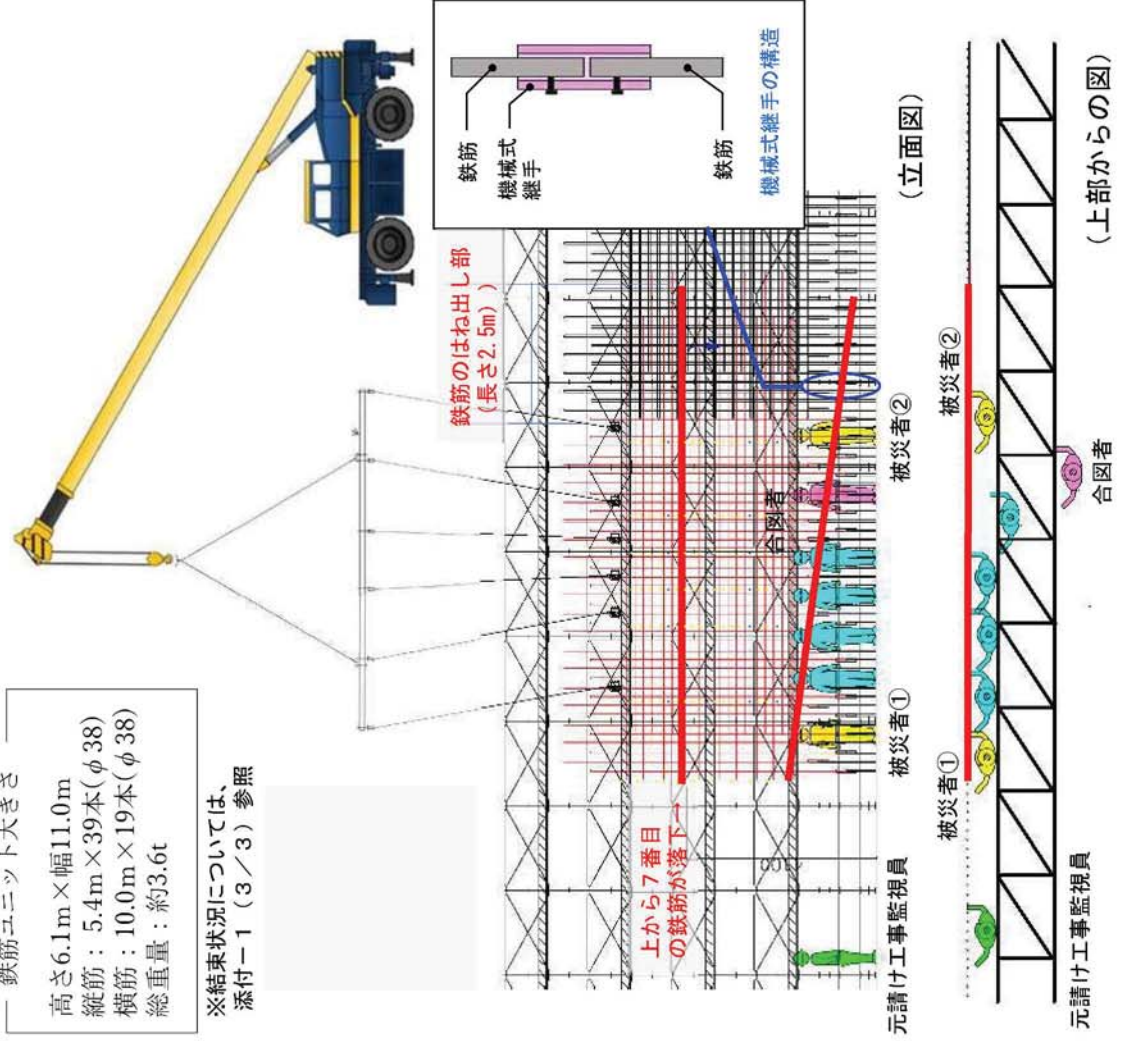 鉄筋ユニット大きさ
高さ6.1m×幅11.0m
縦筋：5.4m×39本(φ38)
横筋：10.0m×19本(φ38)
総重量：約3.6t
※結束状況については、
添付－1（3／3）参照
鉄筋のはね出し部
（長さ2.5m））
鉄筋
機械式
継手
鉄筋
機械式継手の構造
上から7番目
の鉄筋が落下→
合図者
元請け工事監視員
被災者①
被災者②
（立面図）
被災者①
被災者②
元請け工事監視員
合図者
（上部からの図）